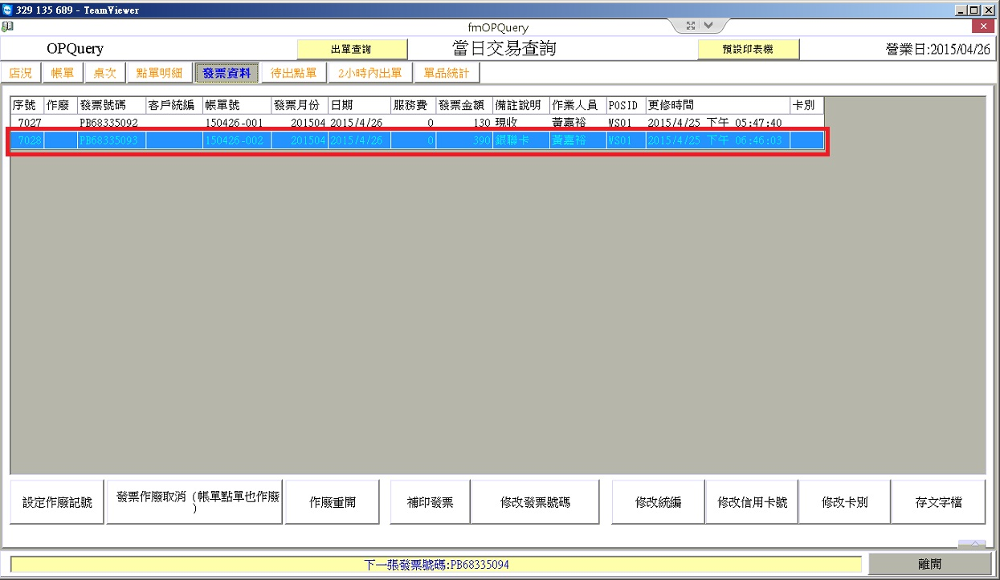 329 135 689 - TeamViewer
fmOPQuery
OPQuery 出單查詢 當日交易查詢 預設印表機 營業日:2015/04/26
店況 帳單 桌次 點單明細 發票資料 待出點單 2小時內出單 單品統計
序號 作廢 發票號碼 客戶統編 帳單號 發票月份 日期 服務費 發票金額 備註說明 作業人員 POSID 更修時間 卡別
7027 PB68335092 150426-001 201504 2015/4/26 0 130 現收 黃嘉裕 WS01 2015/4/25 下午 05:47:40
7028 PB68335093 150426-002 201504 2015/4/26 0 390 銀聯卡 黃嘉裕 WS01 2015/4/25 下午 06:46:03
設定作廢記號 發票作廢取消 (帳單點單也作廢) 作廢重開 補印發票 修改發票號碼 修改統編 修改信用卡號 修改卡別 存文字檔
下一張發票號碼:PB68335094 離開